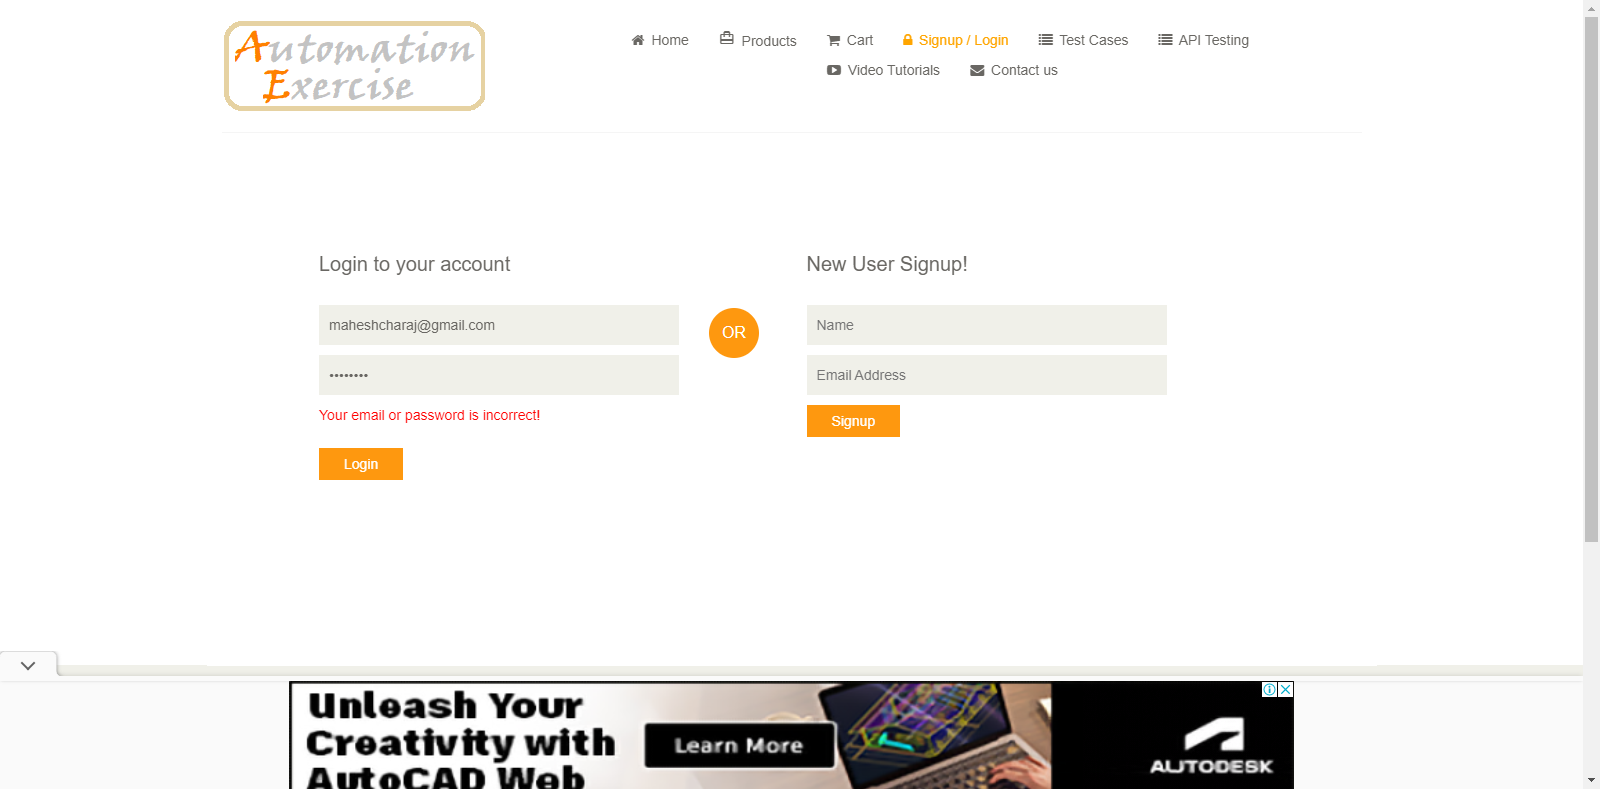 Automation
Exercise
Home
Products
Cart
Signup / Login
Test Cases
API Testing
Video Tutorials
Contact us
Login to your account
maheshcharaj@gmail.com
••••••••
Your email or password is incorrect!
Login
OR
New User Signup!
Name
Email Address
Signup
Unleash Your
Creativity with
AutoCAD Web
Learn More
AUTODESK